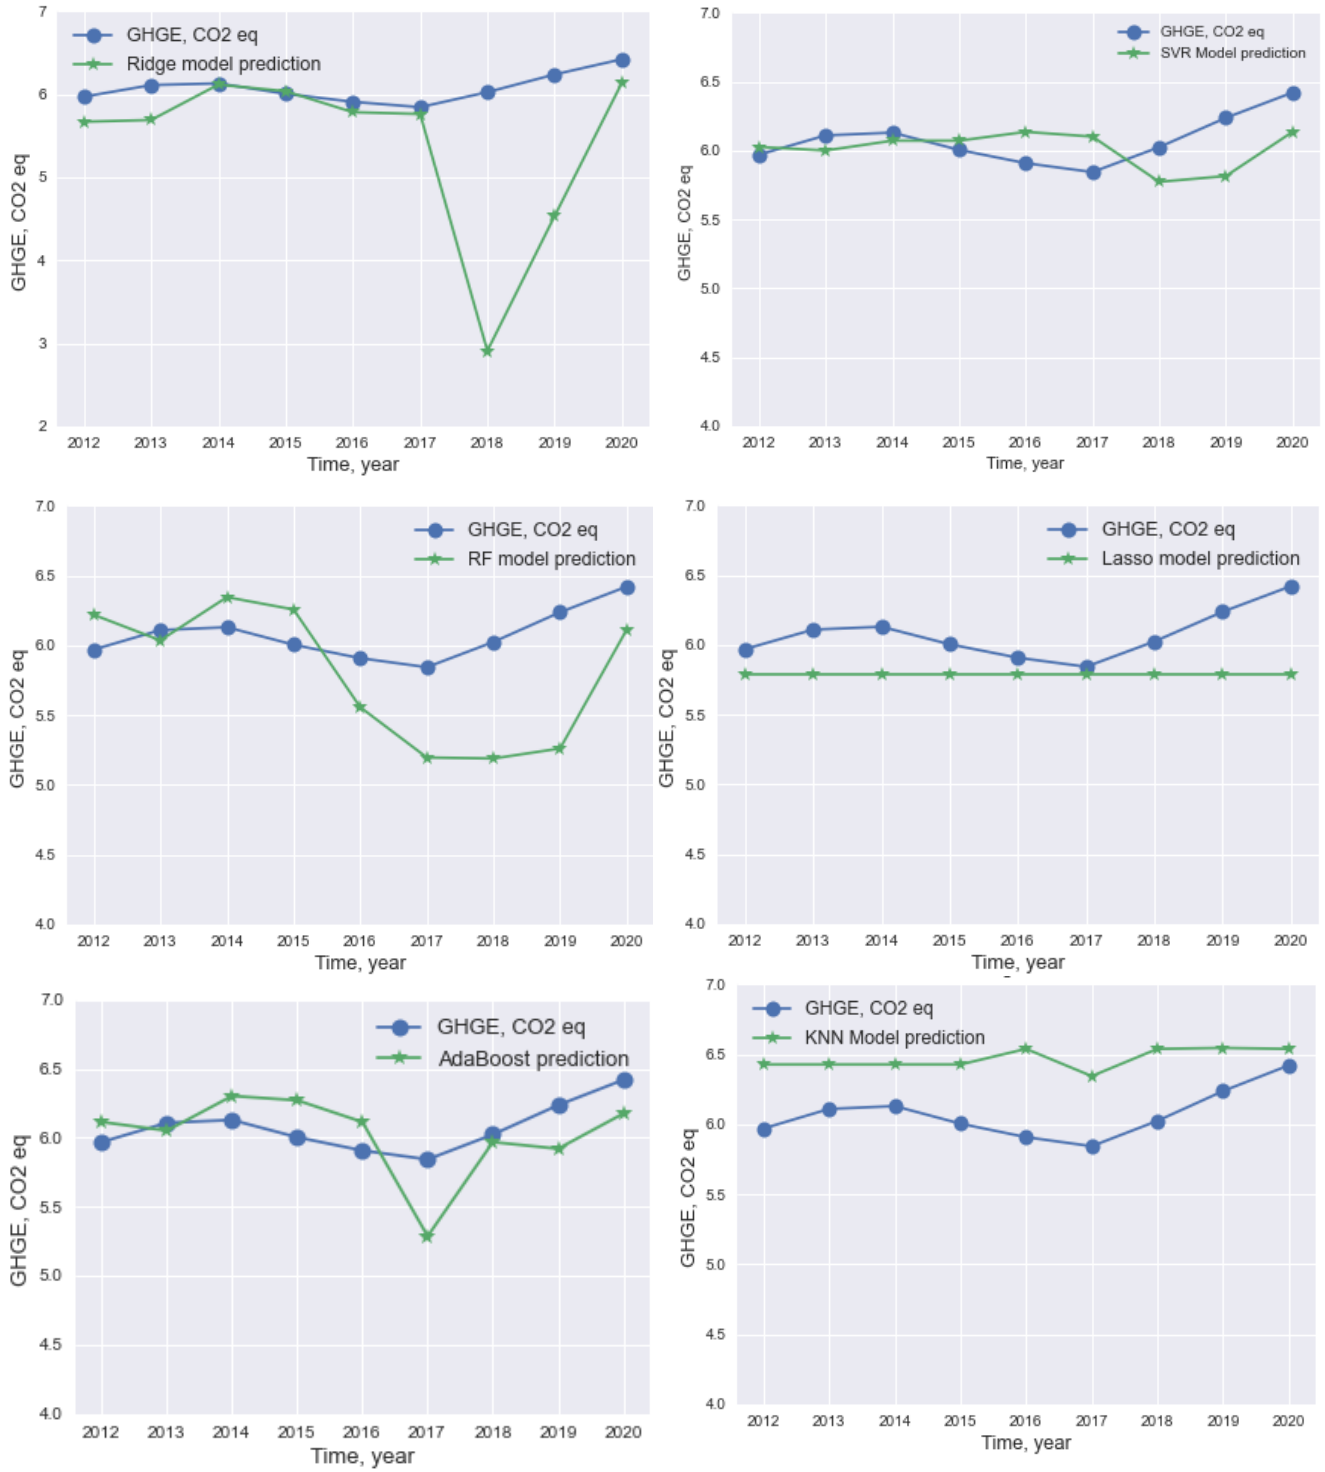 GHGE, CO2 eq
Ridge model prediction
7
6
5
4
3
2
GHGE, CO2 eq
2012 2013 2014 2015 2016 2017 2018 2019 2020
Time, year
GHGE, CO2 eq
SVR Model prediction
7.0
6.5
6.0
5.5
5.0
4.5
4.0
GHGE, CO2 eq
2012 2013 2014 2015 2016 2017 2018 2019 2020
Time, year
GHGE, CO2 eq
RF model prediction
7.0
6.5
6.0
5.5
5.0
4.5
4.0
GHGE, CO2 eq
2012 2013 2014 2015 2016 2017 2018 2019 2020
Time, year
GHGE, CO2 eq
Lasso model prediction
7.0
6.5
6.0
5.5
5.0
4.5
4.0
GHGE, CO2 eq
2012 2013 2014 2015 2016 2017 2018 2019 2020
Time, year
GHGE, CO2 eq
AdaBoost prediction
7.0
6.5
6.0
5.5
5.0
4.5
4.0
GHGE, CO2 eq
2012 2013 2014 2015 2016 2017 2018 2019 2020
Time, year
GHGE, CO2 eq
KNN Model prediction
7.0
6.5
6.0
5.5
5.0
4.5
4.0
GHGE, CO2 eq
2012 2013 2014 2015 2016 2017 2018 2019 2020
Time, year